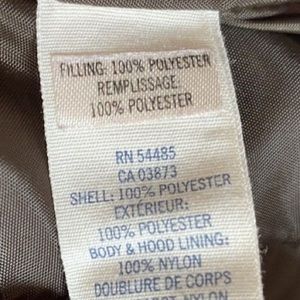 FILLING: 100% POLYESTER
REMPLISSAGE:
100% POLYESTER
RN 54485
CA 03873
SHELL: 100% POLYESTER
EXTÉRIEUR:
100% POLYESTER
BODY & HOOD LINING:
100% NYLON
DOUBLURE DE CORPS
NYLON